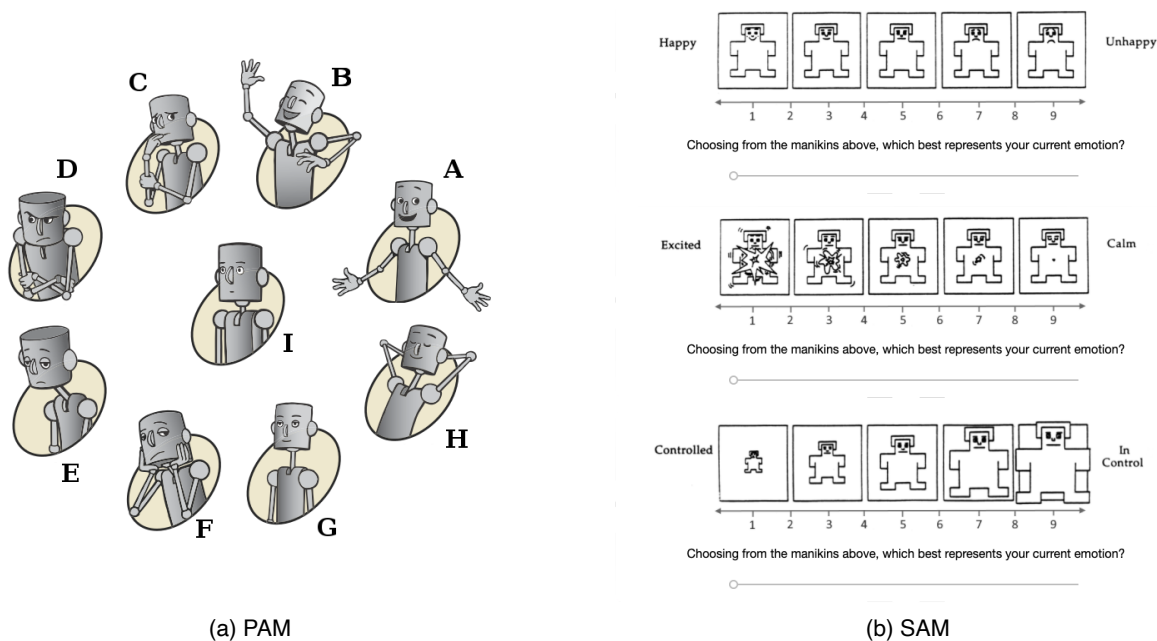 C
B
D
A
I
H
E
F
G
(a) PAM
Happy
Unhappy
1 2 3 4 5 6 7 8 9
Choosing from the manikins above, which best represents your current emotion?
Excited
Calm
1 2 3 4 5 6 7 8 9
Choosing from the manikins above, which best represents your current emotion?
Controlled
In
Control
1 2 3 4 5 6 7 8 9
Choosing from the manikins above, which best represents your current emotion?
(b) SAM